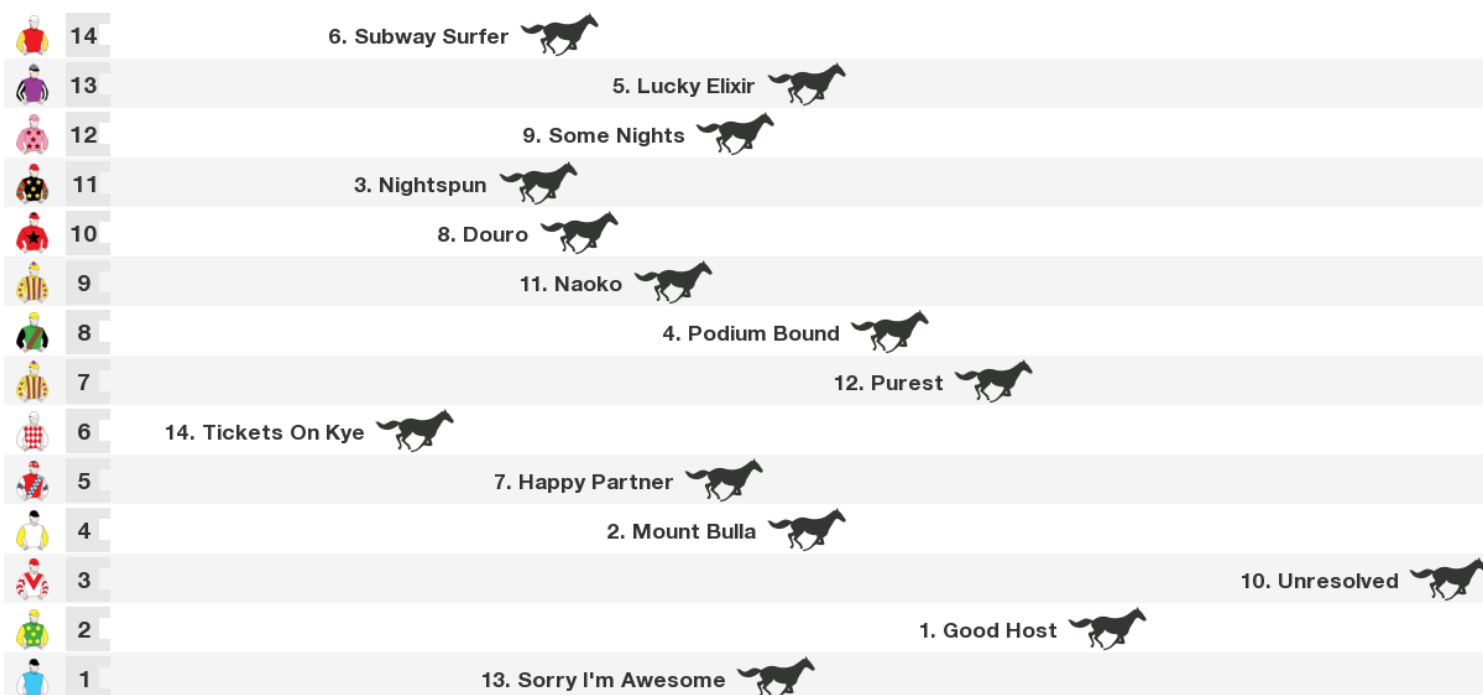 14 6. Subway Surfer
13 5. Lucky Elixir
12 9. Some Nights
11 3. Nightspun
10 8. Douro
9 11. Naoko
8 4. Podium Bound
7 12. Purest
6 14. Tickets On Kye
5 7. Happy Partner
4 2. Mount Bulla
3 10. Unresolved
2 1. Good Host
1 13. Sorry I'm Awesome